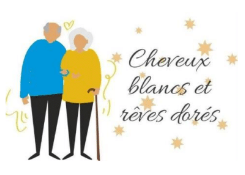 Cheveux
blancs et
rêves dorés